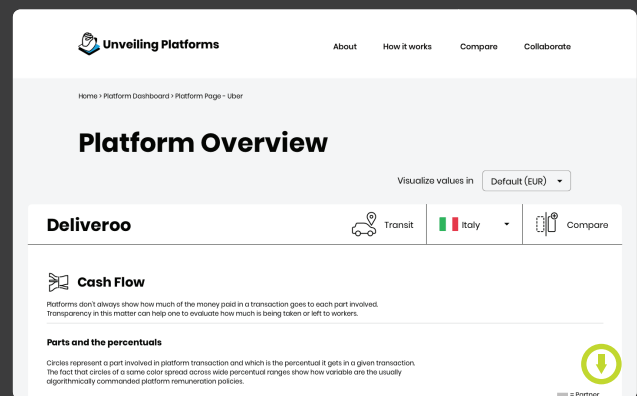 Unveiling Platforms
About How it works Compare Collaborate
Home > Platform Dashboard > Platform Page - Uber
Platform Overview
Visualize values in Default (EUR)
Deliveroo Transit Italy Compare
Cash Flow
Platforms don't always show how much of the money paid in a transaction goes to each part involved.
Transparency in this matter can help one to evaluate how much is being taken or left to workers.
Parts and the percentuals
Circles represent a part involved in platform transaction and which is the percentual it gets in a given transaction.
The fact that circles of a same color spread across wide percentual ranges show how variable are the usually
algorithmically commanded platform remuneration policies.
= Partner